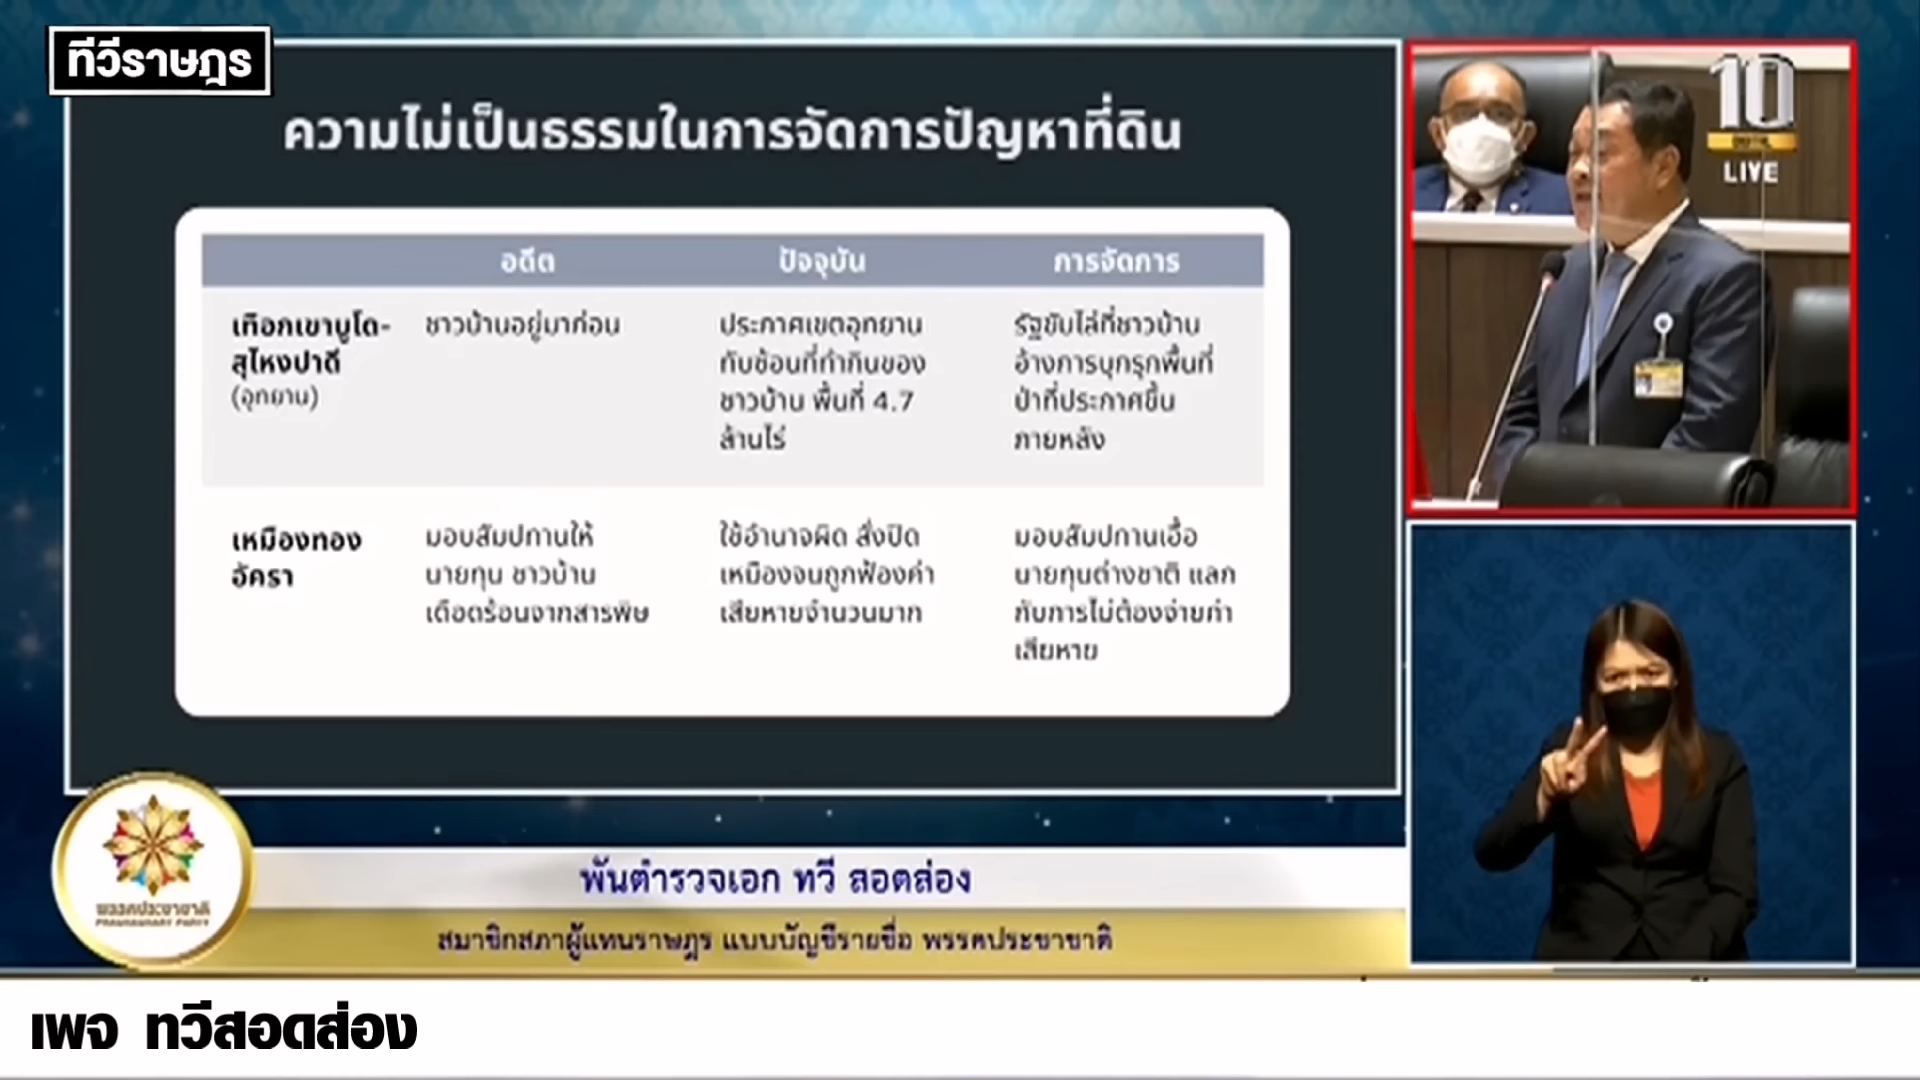 ทีวีราษฎร
ความไม่เป็นธรรมในการจัดการปัญหาที่ดิน
อดีต ปัจจุบัน การจัดการ
เทือกเขาบูโด-
สุไหงปาดี
(อุทยาน)
ชาวบ้านอยู่มาก่อน
ประกาศเขตอุทยาน
ทับซ้อนที่ทำกินของ
ชาวบ้าน พื้นที่ 4.7
ล้านไร่
รัฐขับไล่ที่ชาวบ้าน
อ้างการบุกรุกพื้นที่
ป่าที่ประกาศขึ้น
ภายหลัง
เหมืองทอง
อัครา
มอบสัมปทานให้
นายทุน ชาวบ้าน
เดือดร้อนจากสารพิษ
ใช้อำนาจผิด สั่งปิด
เหมืองจนถูกฟ้องค่า
เสียหายจำนวนมาก
มอบสัมปทานเอื้อ
นายทุนต่างชาติ แลก
กับการไม่ต้องจ่ายค่า
เสียหาย
10
LIVE
พรรคประชาชาติ
PRACHACHART PARTY
พันตำรวจเอก ทวี สอดส่อง
สมาชิกสภาผู้แทนราษฎร แบบบัญชีรายชื่อ พรรคประชาชาติ
เพจ ทวีสอดส่อง